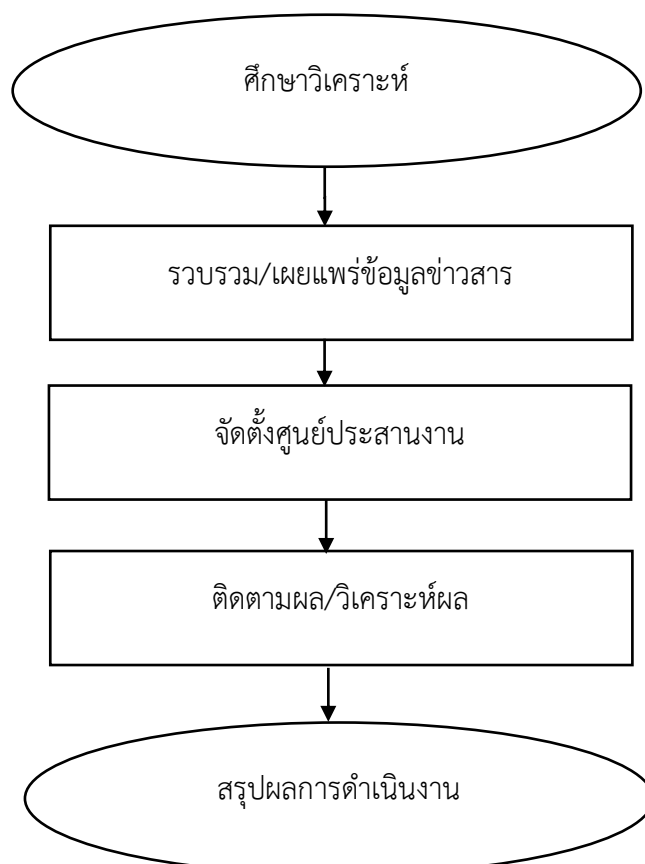 ศึกษาวิเคราะห์
รวบรวม/เผยแพร่ข้อมูลข่าวสาร
จัดตั้งศูนย์ประสานงาน
ติดตามผล/วิเคราะห์ผล
สรุปผลการดำเนินงาน